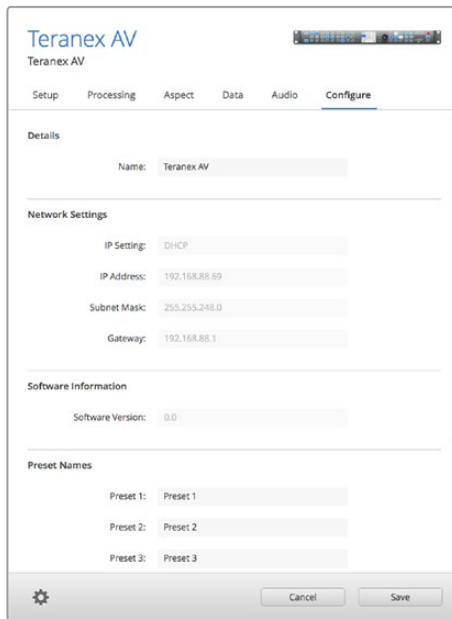 Teranex AV
Teranex AV
Setup Processing Aspect Data Audio Configure
Details
Name: Teranex AV
Network Settings
IP Setting: DHCP
IP Address: 192.168.88.69
Subnet Mask: 255.255.248.0
Gateway: 192.168.88.1
Software Information
Software Version: 0.0
Preset Names
Preset 1: Preset 1
Preset 2: Preset 2
Preset 3: Preset 3
Cancel Save